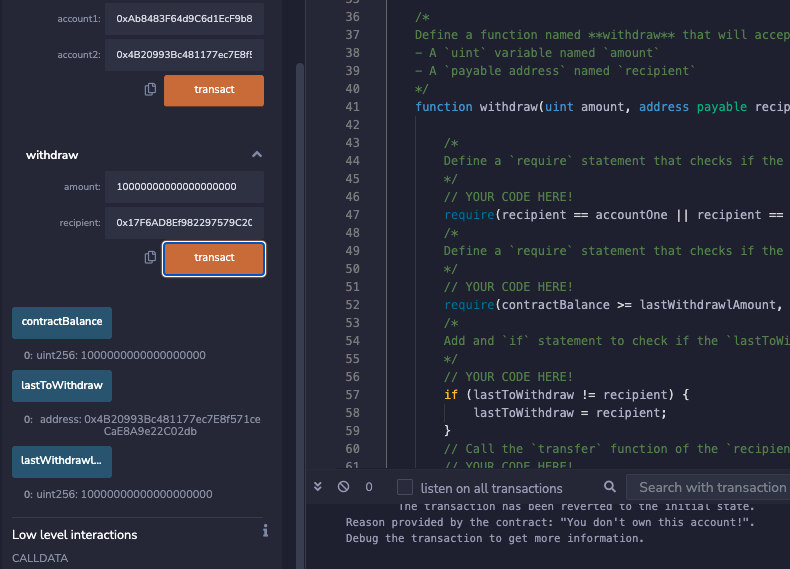 account1: 0xAb8483F64d9C6d1EcF9b8
account2: 0x4B20993Bc481177ec7E8f5
transact
withdraw
amount: 10000000000000000000
recipient: 0x17F6AD8Ef982297579C20
transact
contractBalance
0: uint256: 1000000000000000000
lastToWithdraw
0: address: 0x4B20993Bc481177ec7E8f571ce
CaE8A9e22C02db
lastWithdrawl...
0: uint256: 10000000000000000000
Low level interactions
i
CALLDATA
36 /*
37 Define a function named **withdraw** that will accep
38 - A `uint` variable named `amount`
39 - A `payable address` named `recipient`
40 */
41 function withdraw(uint amount, address payable recip
42
43 /*
44 Define a `require` statement that checks if the
45 */
46 // YOUR CODE HERE!
47 require(recipient == accountOne || recipient ==
48 /*
49 Define a `require` statement that checks if the
50 */
51 // YOUR CODE HERE!
52 require(contractBalance >= lastWithdrawlAmount,
53 /*
54 Add and `if` statement to check if the `lastToWi
55 */
56 // YOUR CODE HERE!
57 if (lastToWithdraw != recipient) {
58 lastToWithdraw = recipient;
59 }
60 // Call the `transfer` function of the `recipien
61 // YOUR CODE HERE!
0 listen on all transactions Search with transaction
The transaction has been reverted to the initial state.
Reason provided by the contract: "You don't own this account!".
Debug the transaction to get more information.